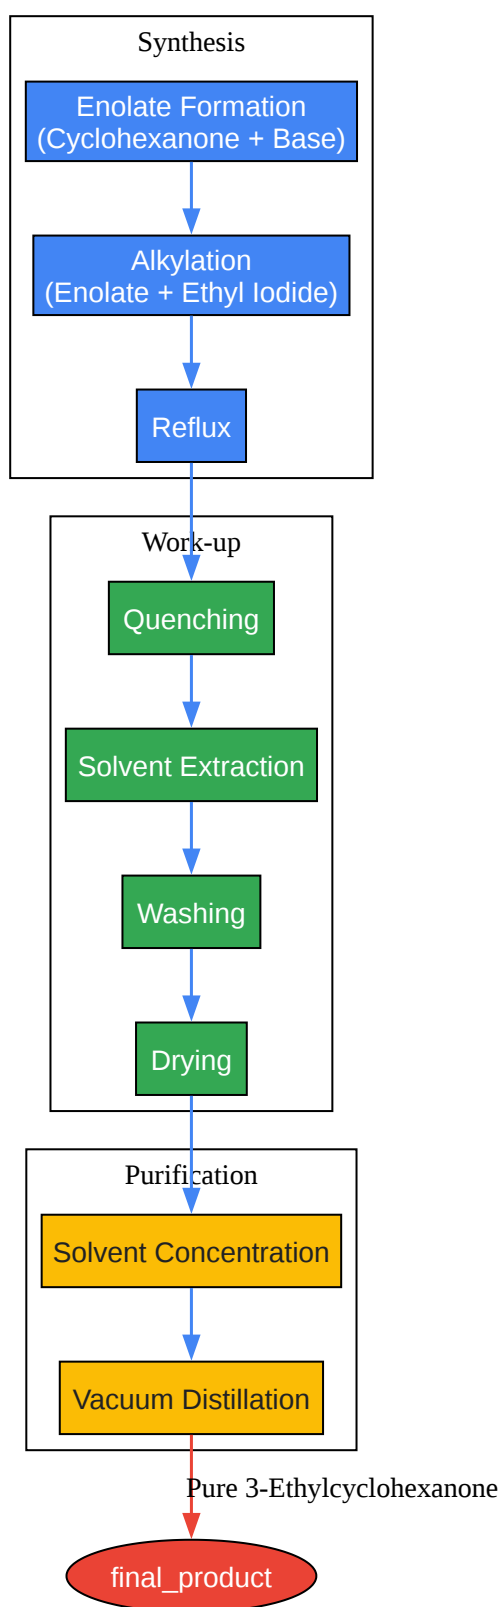 Synthesis
Enolate Formation
(Cyclohexanone + Base)
Alkylation
(Enolate + Ethyl Iodide)
Reflux
Work-up
Quenching
Solvent Extraction
Washing
Drying
Purification
Solvent Concentration
Vacuum Distillation
Pure 3-Ethylcyclohexanone
final_product